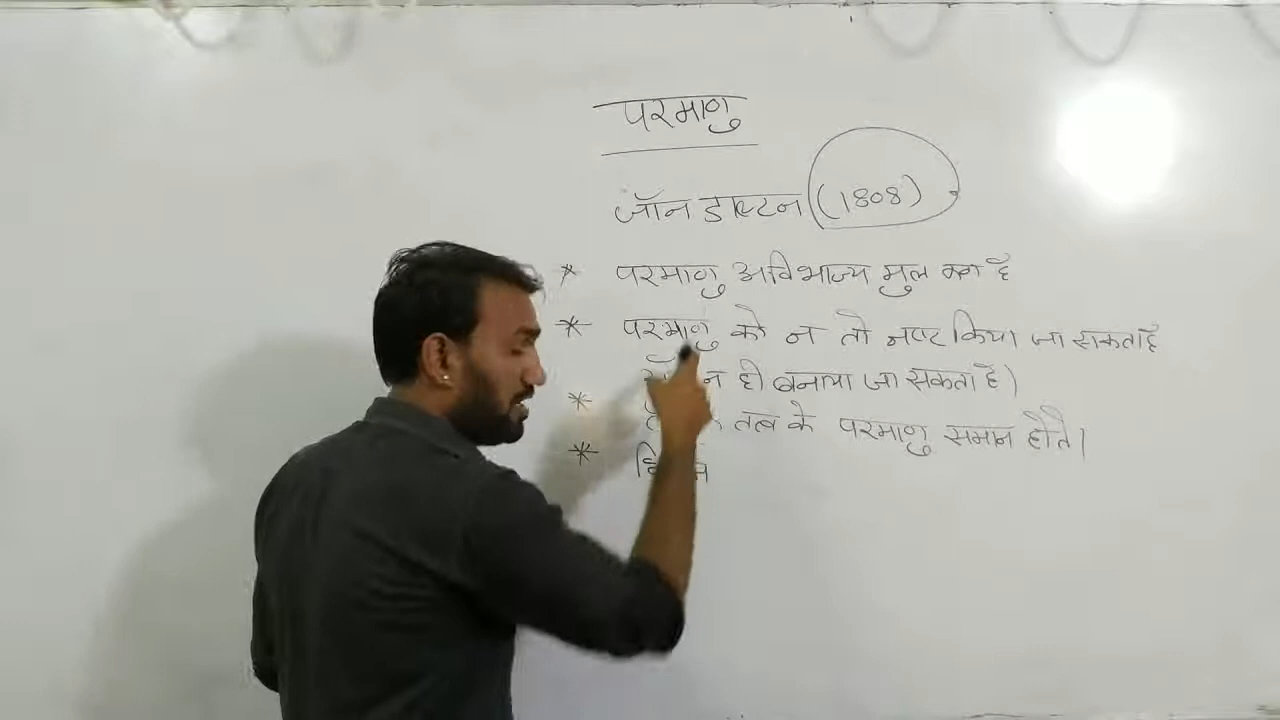 परमाणु
जॉन डाल्टन (1808)
* परमाणु अविभाज्य मुल कण है
* परमाणु को न तो नष्ट किया जा सकता है
न ही बनाया जा सकता है)
* तत्व के परमाणु समान होते।
*